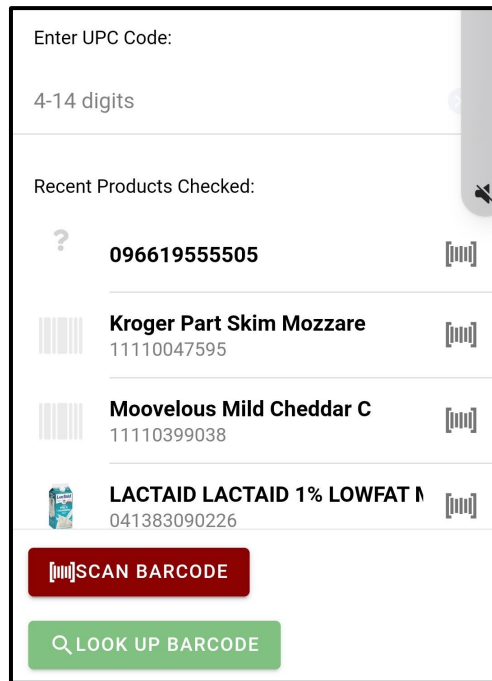 Enter UPC Code:
4-14 digits
Recent Products Checked:
?
096619555505
Kroger Part Skim Mozzare
11110047595
Moovelous Mild Cheddar C
11110399038
LACTAID LACTAID 1% LOWFAT
041383090226
SCAN BARCODE
LOOK UP BARCODE